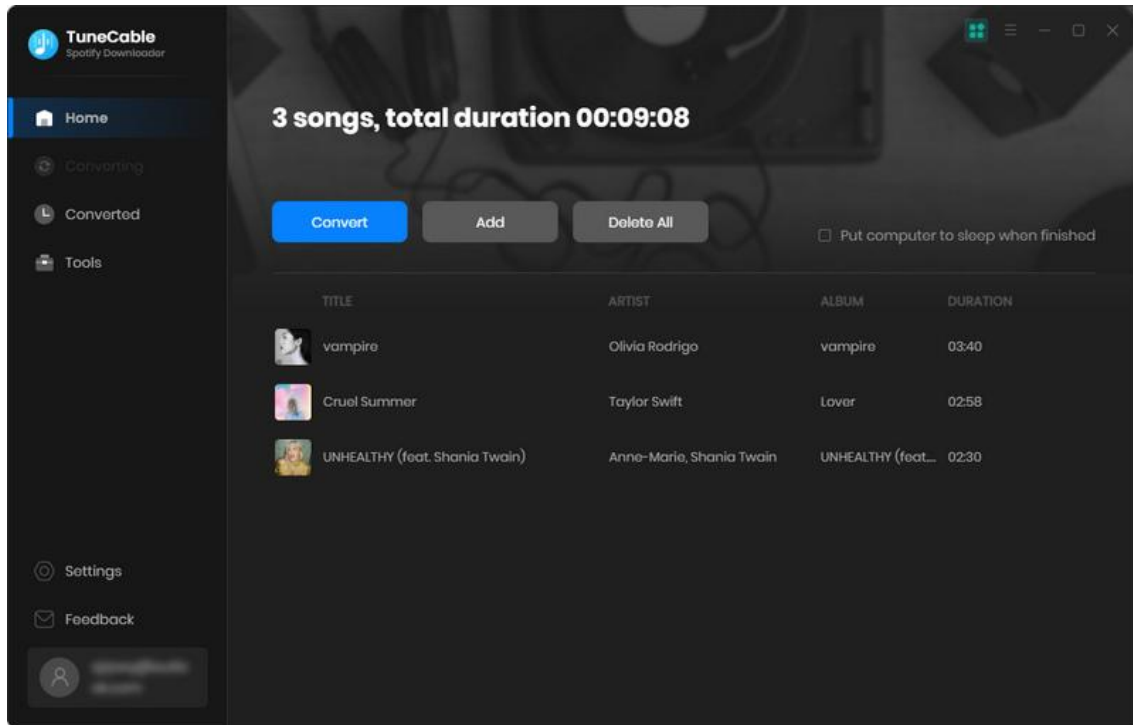 TuneCable
Spotify Downloader
Home
Converting
Converted
Tools
Settings
Feedback
3 songs, total duration 00:09:08
Convert Add Delete All
Put computer to sleep when finished
TITLE ARTIST ALBUM DURATION
vampire Olivia Rodrigo vampire 03:40
Cruel Summer Taylor Swift Lover 02:58
UNHEALTHY (feat. Shania Twain) Anne-Marie, Shania Twain UNHEALTHY (feat... 02:30